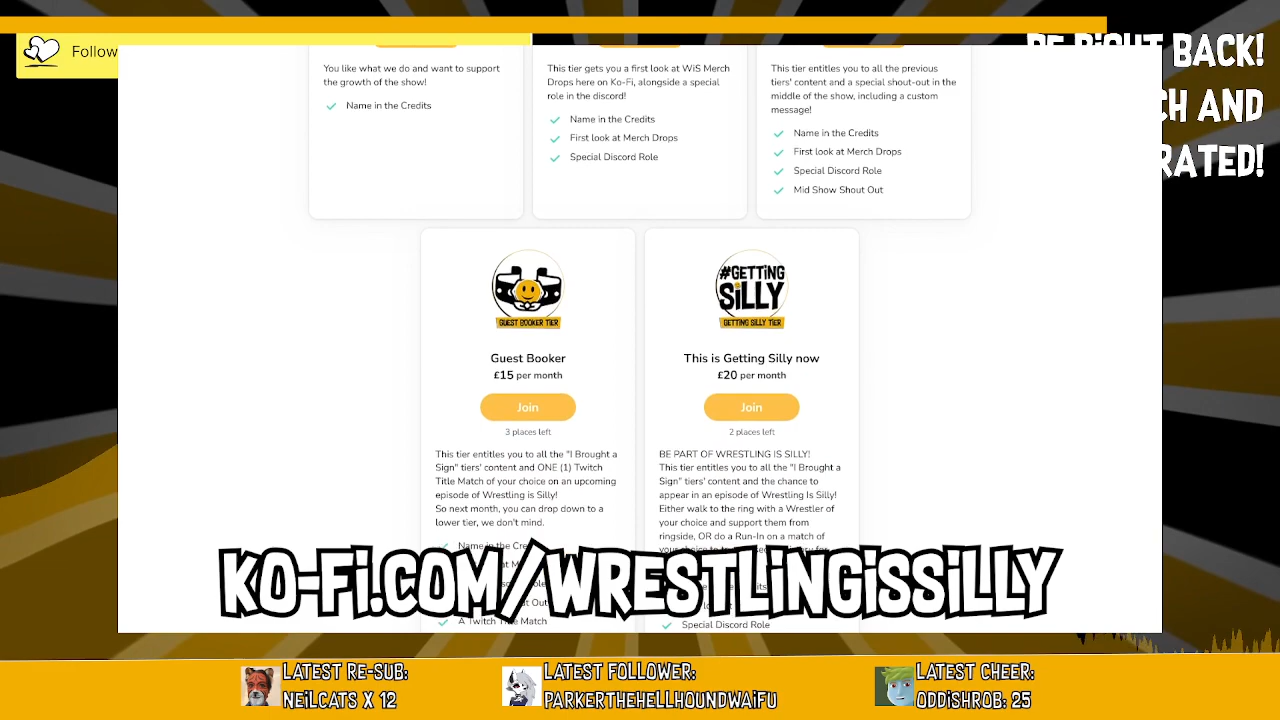 Follow
BE RIGHT BACK!
CH AND
RATED!
You like what we do and want to support
the growth of the show!
Name in the Credits
This tier gets you a first look at WiS Merch
Drops here on Ko-Fi, alongside a special
role in the discord!
Name in the Credits
First look at Merch Drops
Special Discord Role
This tier entitles you to all the previous
tiers' content and a special shout-out in the
middle of the show, including a custom
message!
Name in the Credits
First look at Merch Drops
Special Discord Role
Mid Show Shout Out
GUEST BOOKER TIER
Guest Booker
£15 per month
Join
3 places left
This tier entitles you to all the "I Brought a
Sign" tiers' content and ONE (1) Twitch
Title Match of your choice on an upcoming
episode of Wrestling is Silly!
So next month, you can drop down to a
lower tier, we don't mind.
Name in the Cre
A Twitch Title Match
#GETTiNG
SiLLY
GETTING SILLY TIER
This is Getting Silly now
£20 per month
Join
2 places left
BE PART OF WRESTLING IS SILLY!
This tier entitles you to all the "I Brought a
Sign" tiers' content and the chance to
appear in an episode of Wrestling Is Silly!
Either walk to the ring with a Wrestler of
your choice and support them from
ringside, OR do a Run-In on a match of
Special Discord Role
KO-Fi.COM/WRESTLiNGiSSiLLY
LATEST RE-SUB:
NEiLCATS X 12
LATEST FOLLOWER:
PARKERTHEHELLHOUNDWAiFU
LATEST CHEER:
ODDiSHROB: 25